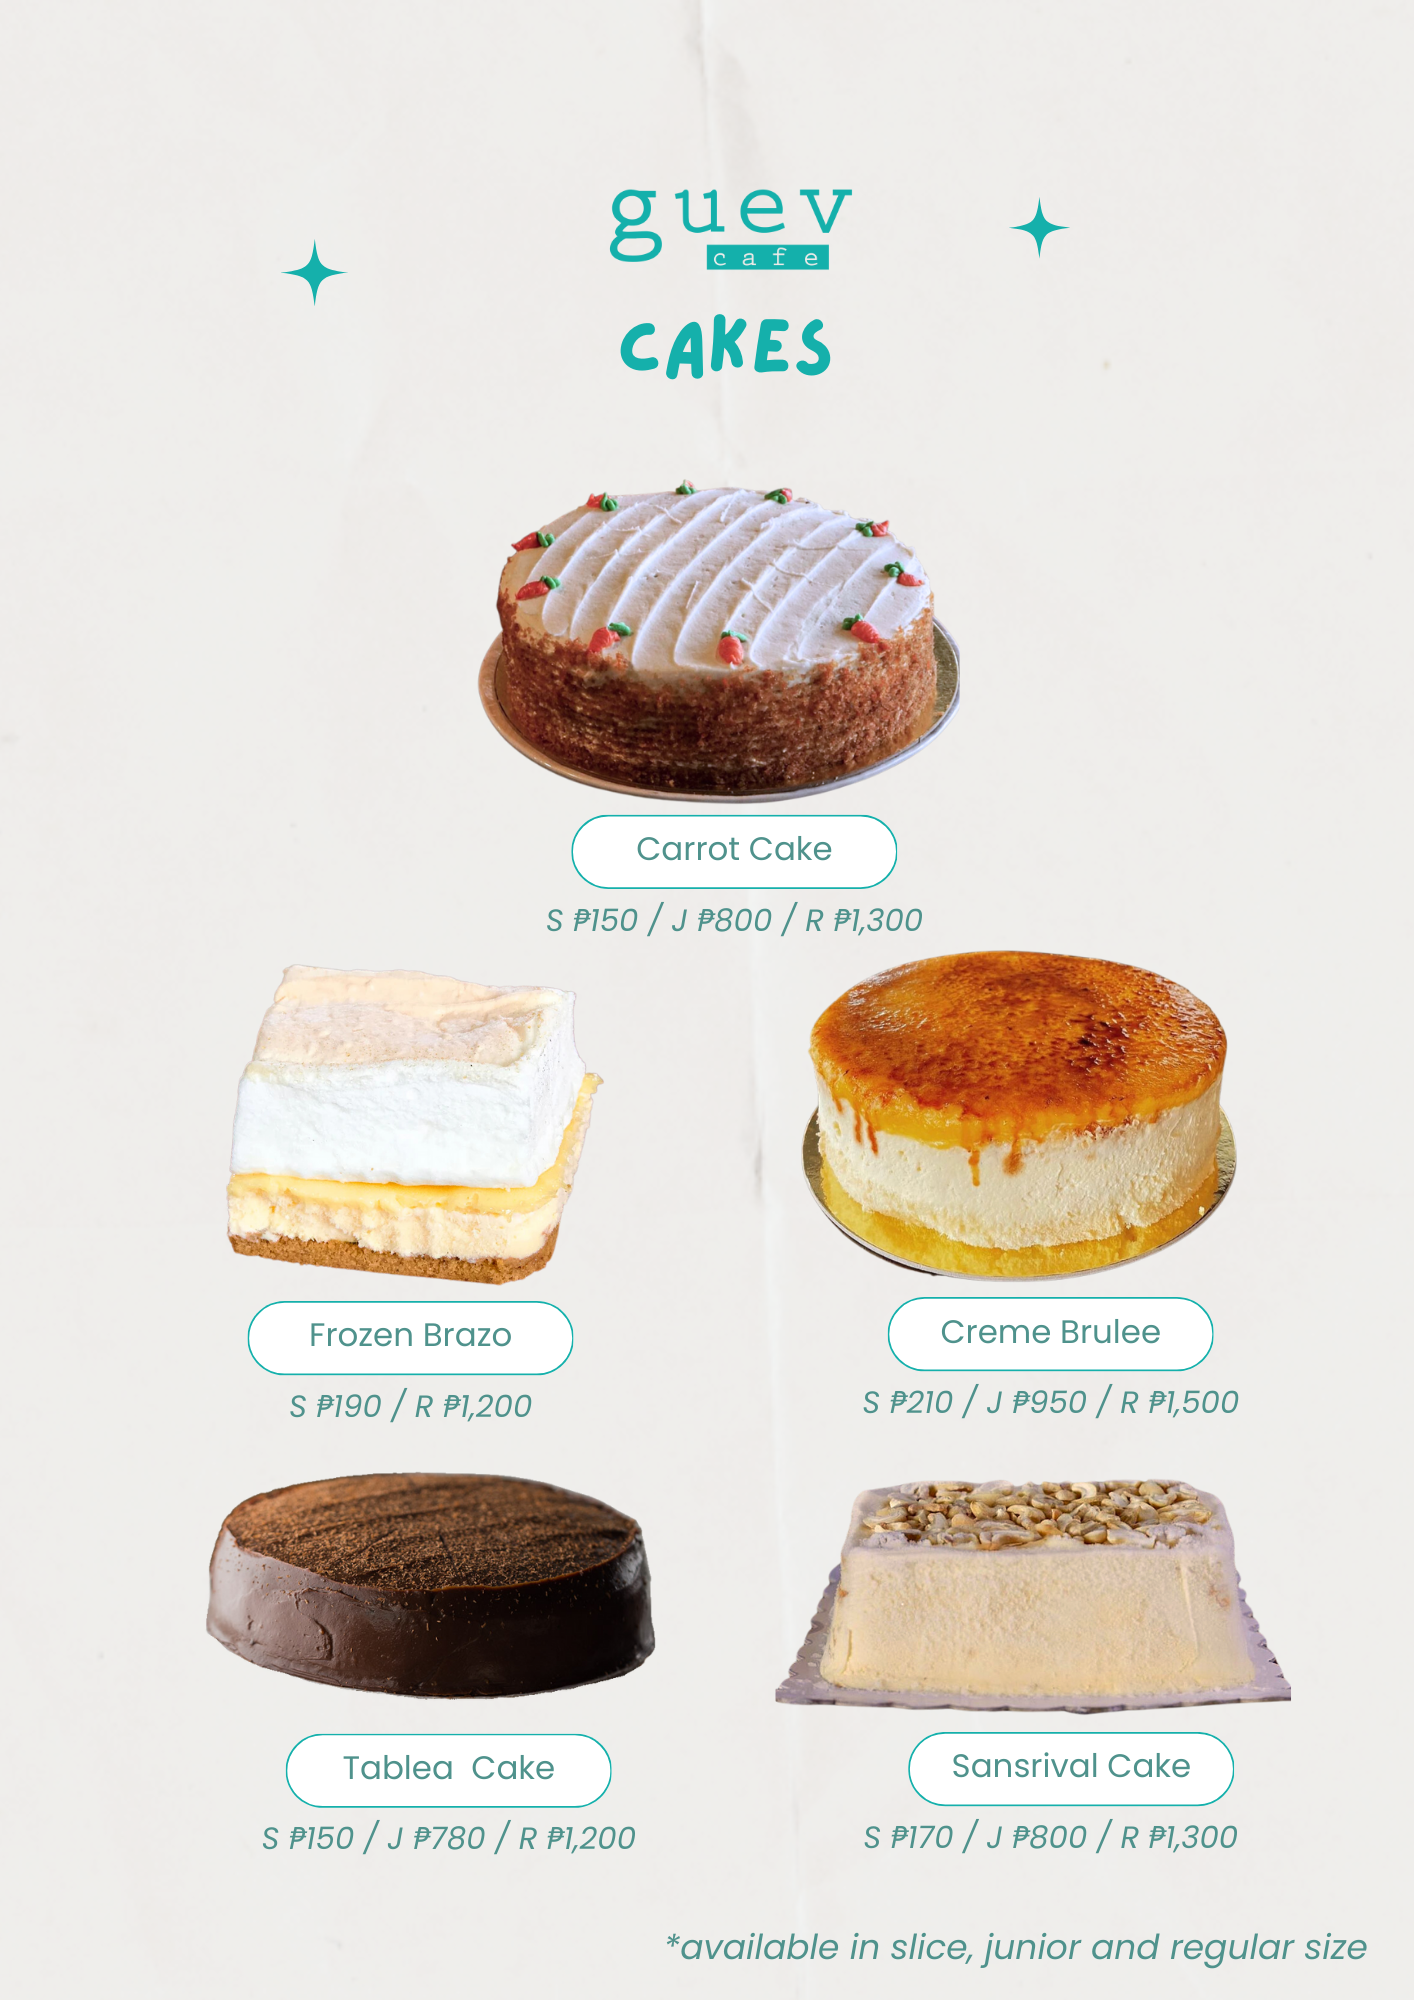 guev
cafe
CAKES
Carrot Cake
S ₱150 / J ₱800 / R ₱1,300
Frozen Brazo
S ₱190 / R ₱1,200
Creme Brulee
S ₱210 / J ₱950 / R ₱1,500
Tablea  Cake
S ₱150 / J ₱780 / R ₱1,200
Sansrival Cake
S ₱170 / J ₱800 / R ₱1,300
*available in slice, junior and regular size